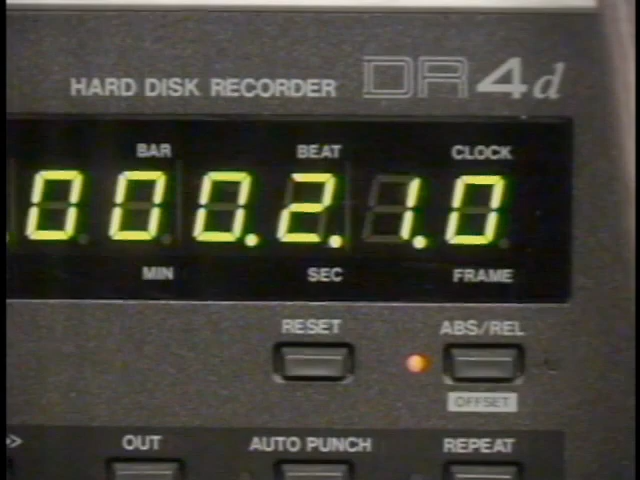 HARD DISK RECORDER DR4d
BAR BEAT CLOCK
000.2.1.0
MIN SEC FRAME
RESET ABS/REL
OFFSET
>> OUT AUTO PUNCH REPEAT